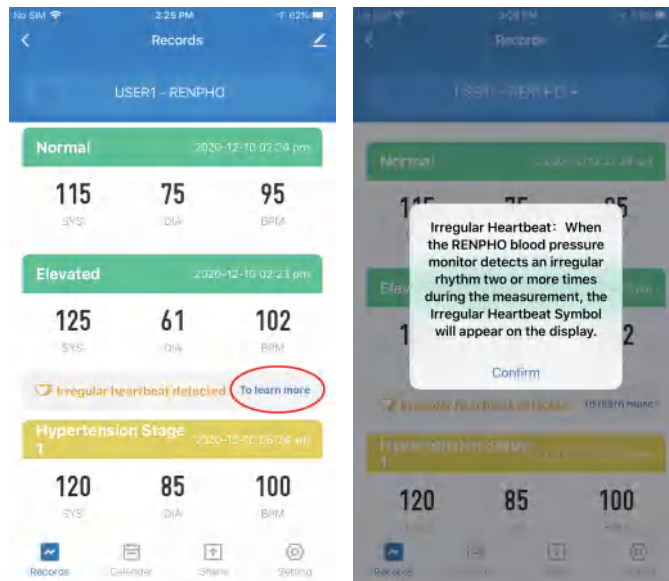 No SIM 2:25 PM 62%
Records
USER1 - RENPHO
Normal 2020-12-10 02:24 pm
115 75 95
SYS DIA BPM
Elevated 2020-12-10 02:23 pm
125 61 102
SYS DIA BPM
Irregular heartbeat detected To learn more
Hypertension Stage 2020-12-10 06:24 am
1
120 85 100
SYS DIA BPM
Records Calender Share Setting
Records
Normal
Irregular Heartbeat: When
the RENPHO blood pressure
monitor detects an irregular
rhythm two or more times
during the measurement, the
Irregular Heartbeat Symbol
will appear on the display.
Confirm
To learn more
120 85 100